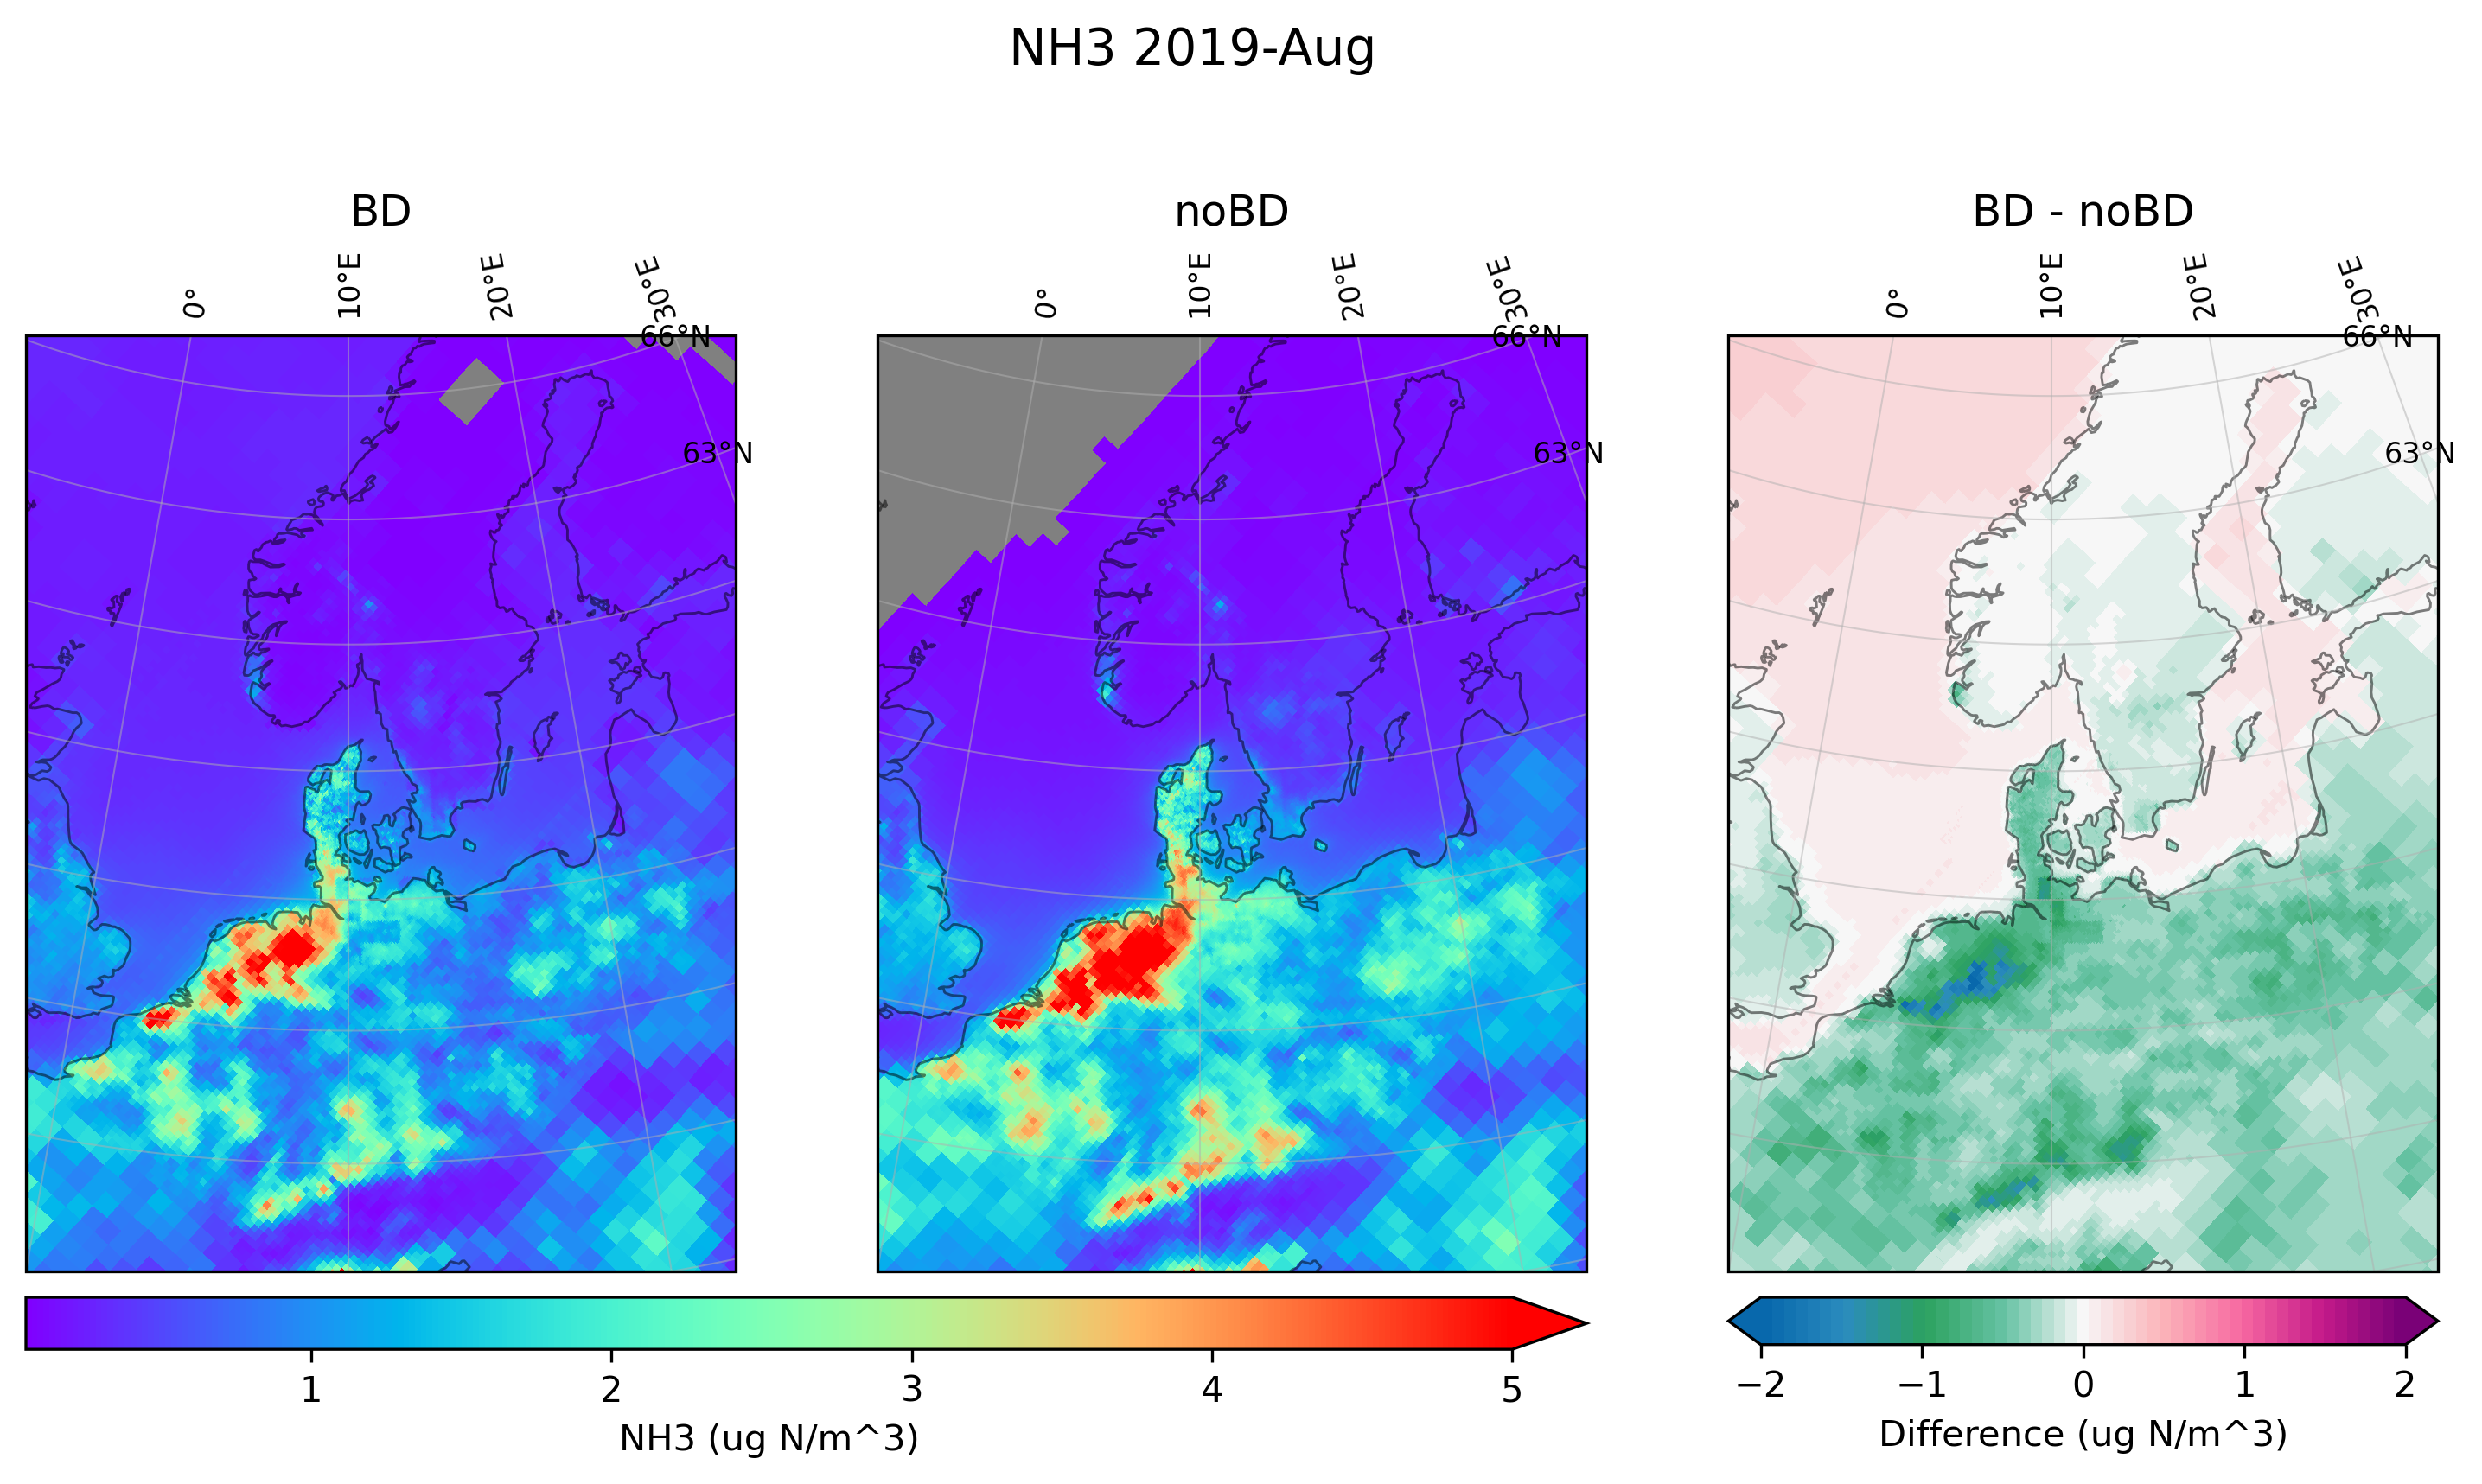 NH3 2019-Aug
BD
noBD
BD - noBD
0° 10°E 20°E 30°E
66°N
63°N
0° 10°E 20°E 30°E
66°N
63°N
0° 10°E 20°E 30°E
66°N
63°N
1 2 3 4 5
NH3 (ug N/m^3)
−2 −1 0 1 2
Difference (ug N/m^3)